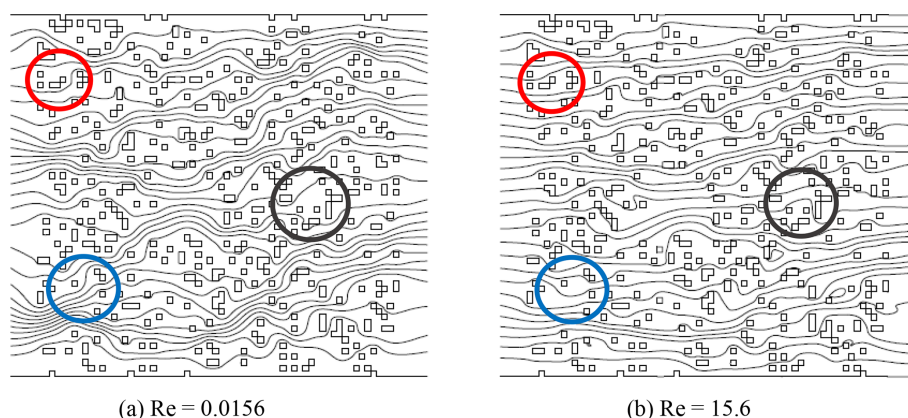 (a) Re = 0.0156
(b) Re = 15.6